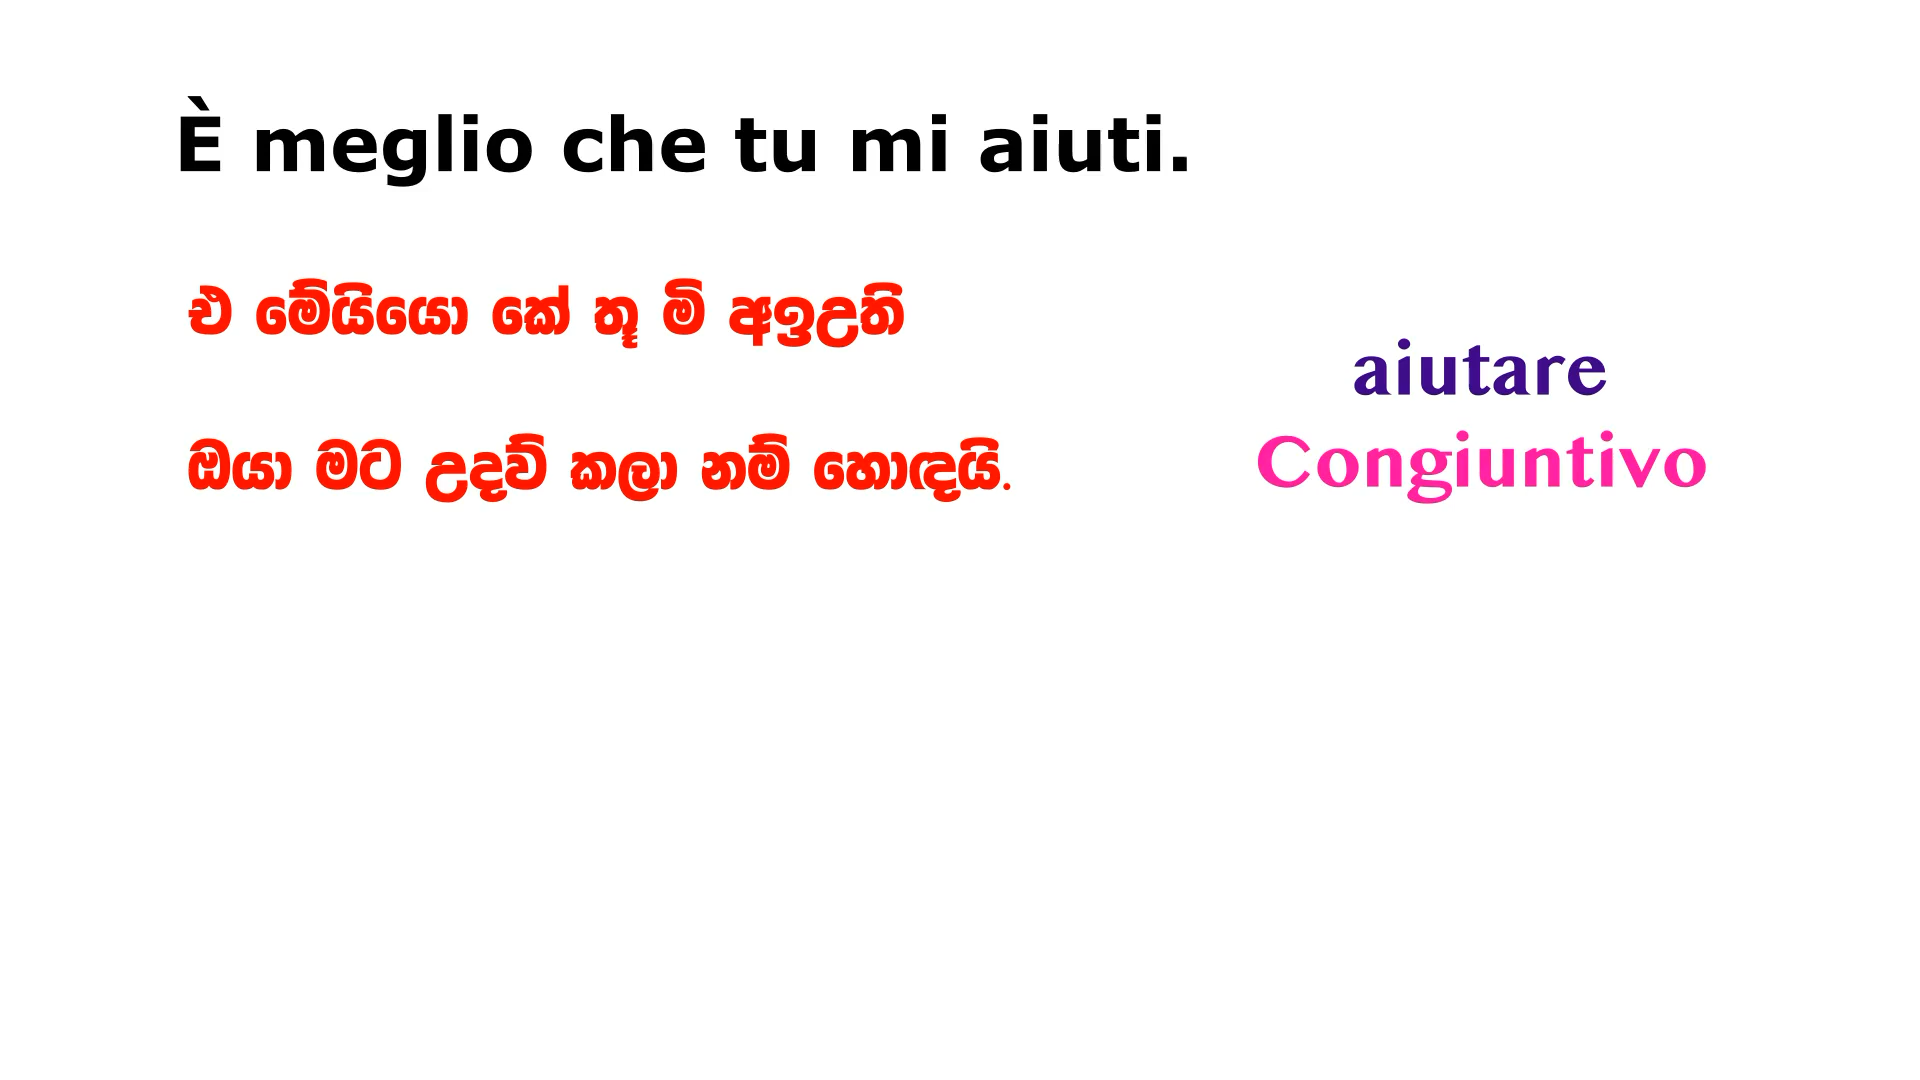 È meglio che tu mi aiuti.
එ මේයියො කේ තූ මි අඉඋති
ඔයා මට උදව් කලා නම් හොඳයි.
aiutare
Congiuntivo